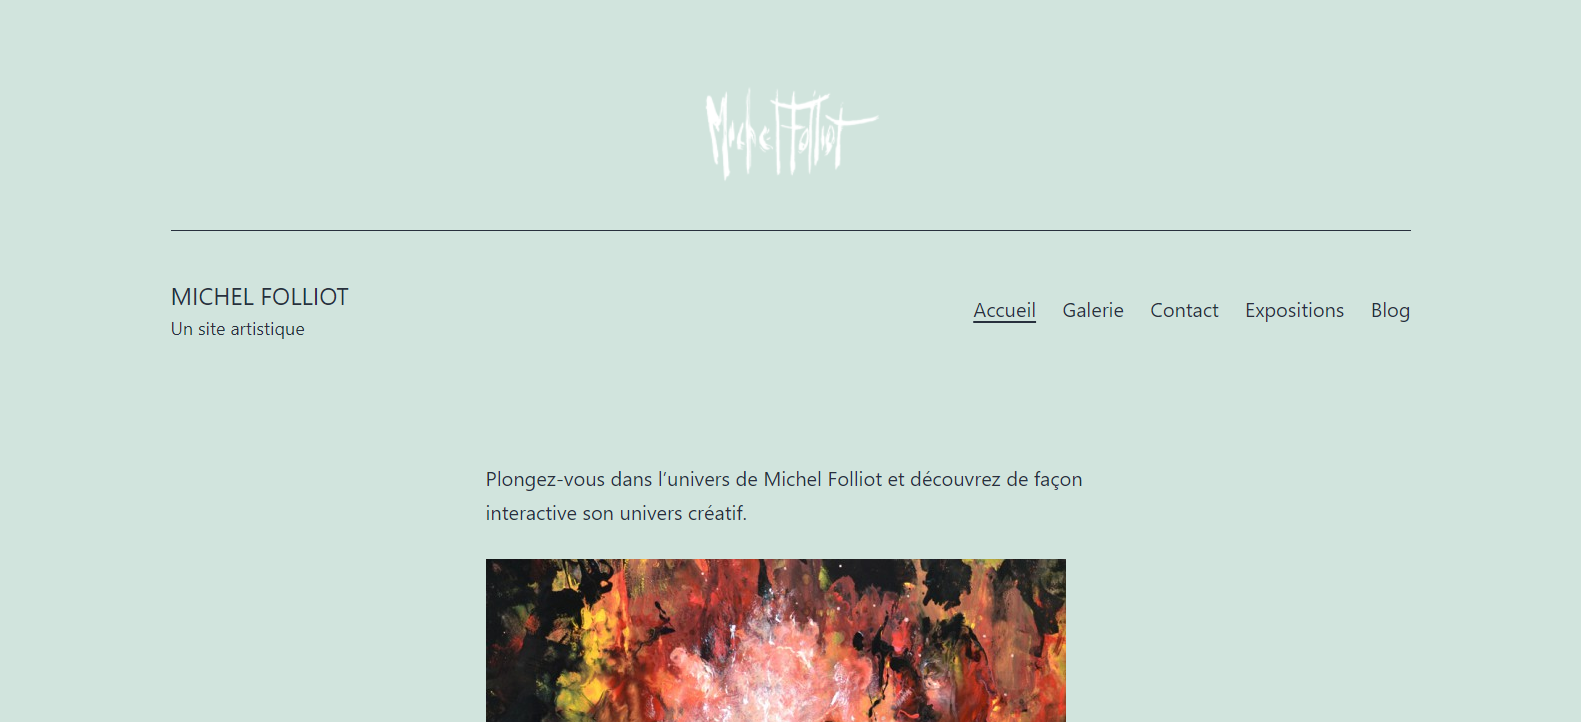 Michel Folliot
MICHEL FOLLIOT
Un site artistique
Accueil Galerie Contact Expositions Blog
Plongez-vous dans l’univers de Michel Folliot et découvrez de façon
interactive son univers créatif.